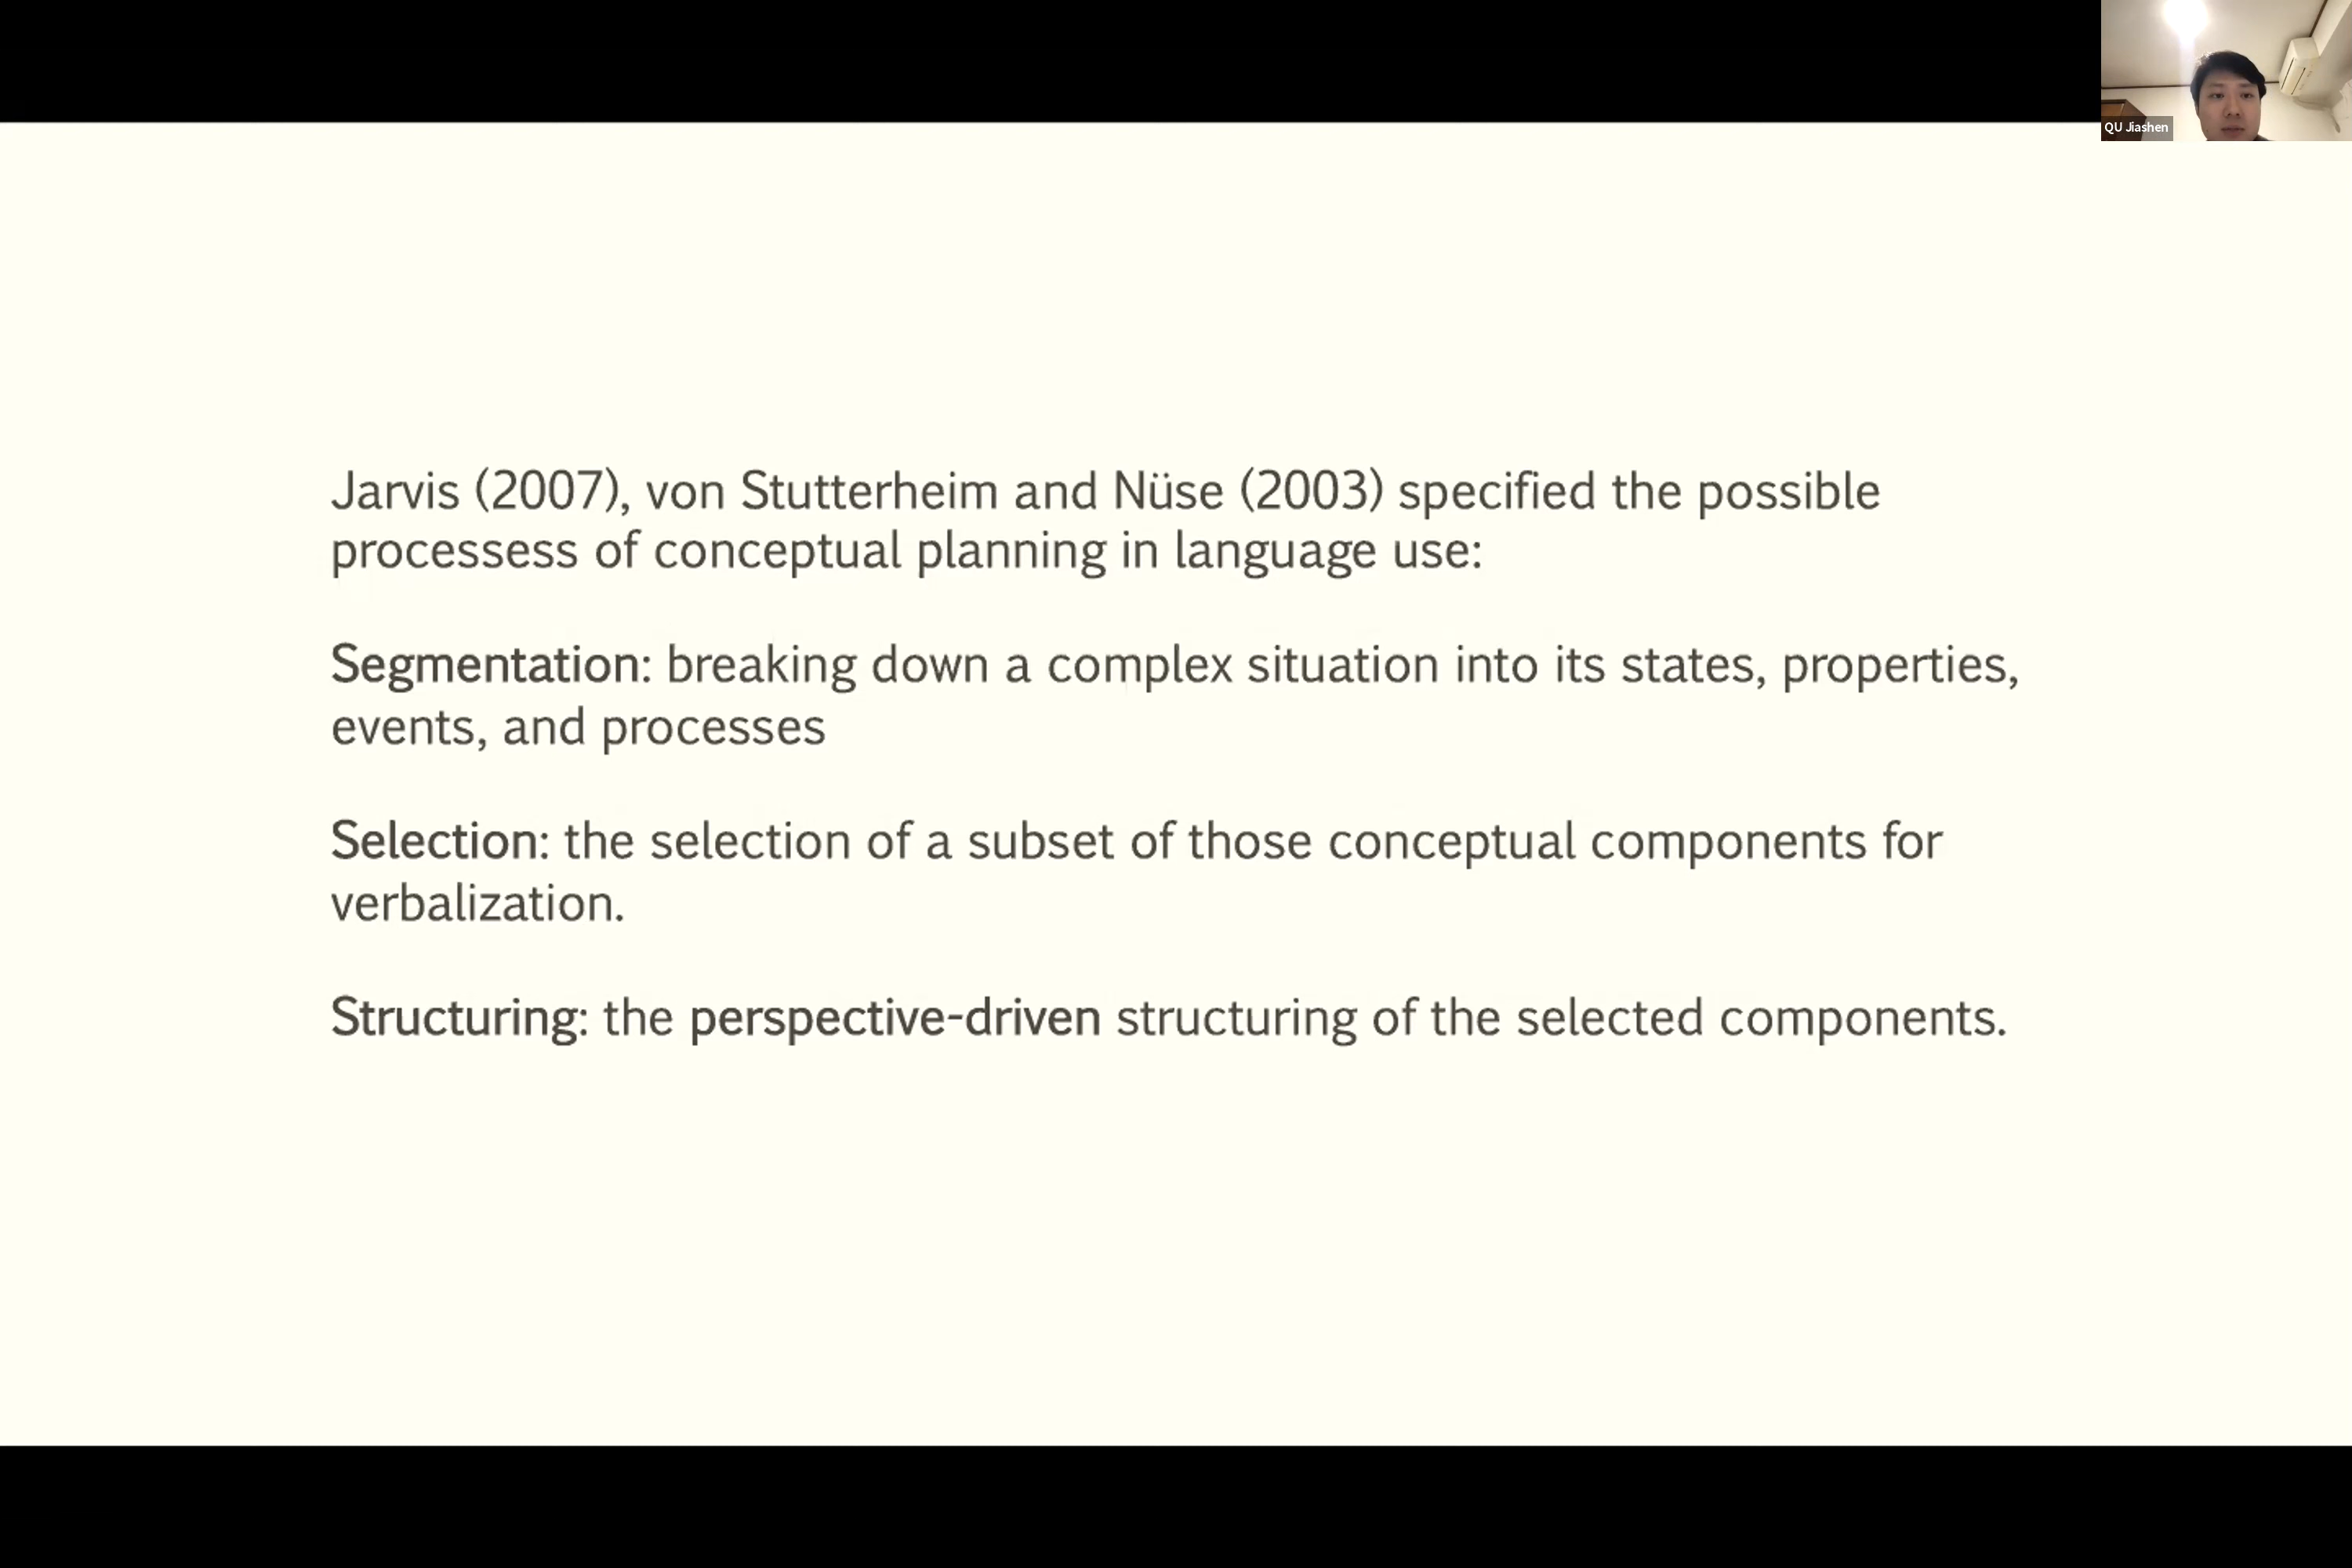 QU Jiashen
Jarvis (2007), von Stutterheim and Nüse (2003) specified the possible
processess of conceptual planning in language use:
Segmentation: breaking down a complex situation into its states, properties,
events, and processes
Selection: the selection of a subset of those conceptual components for
verbalization.
Structuring: the perspective-driven structuring of the selected components.